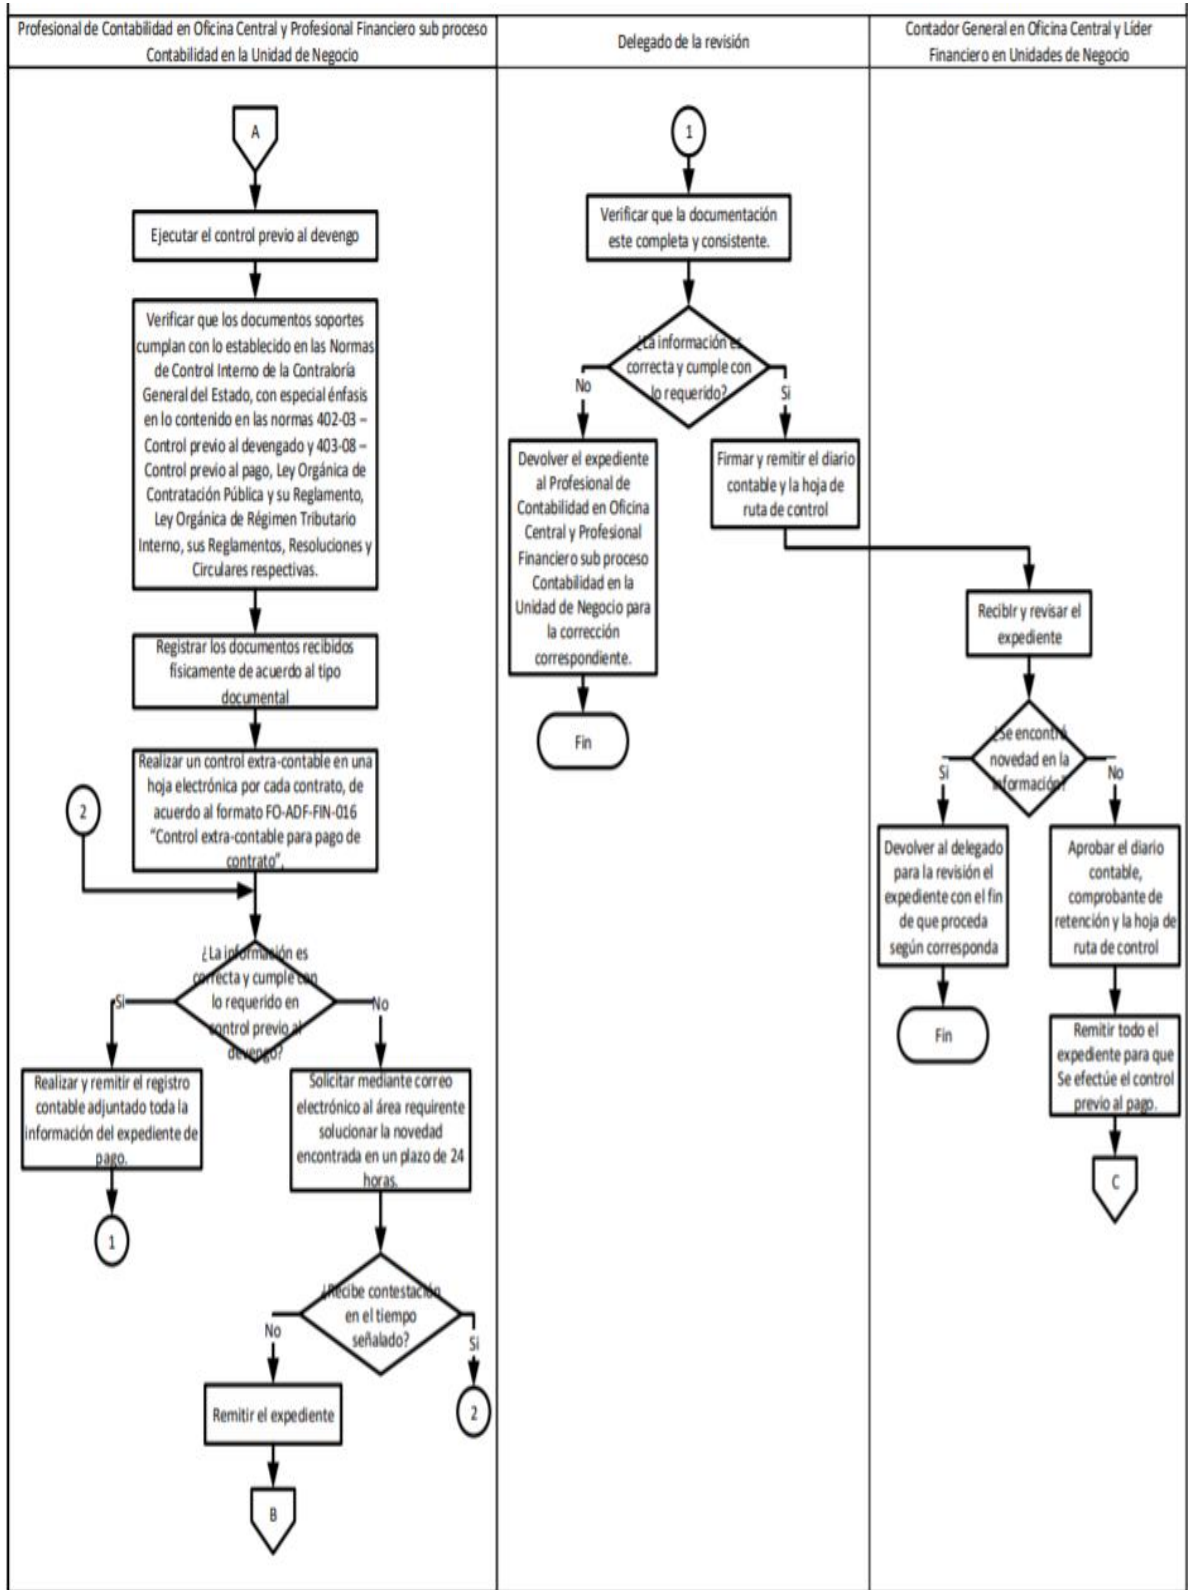 Profesional de Contabilidad en Oficina Central y Profesional Financiero sub proceso
Contabilidad en la Unidad de Negocio
Delegado de la revisión
Contador General en Oficina Central y Líder
Financiero en Unidades de Negocio
A
Ejecutar el control previo al devengo
Verificar que los documentos soportes
cumplan con lo establecido en las Normas
de Control Interno de la Contraloría
General del Estado, con especial énfasis
en lo contenido en las normas 402-03 –
Control previo al devengado y 403-08 –
Control previo al pago, Ley Orgánica de
Contratación Pública y su Reglamento,
Ley Orgánica de Régimen Tributario
Interno, sus Reglamentos, Resoluciones y
Circulares respectivas.
Registrar los documentos recibidos
físicamente de acuerdo al tipo
documental
Realizar un control extra-contable en una
hoja electrónica por cada contrato, de
acuerdo al formato FO-ADF-FIN-016
"Control extra-contable para pago de
contrato",
2
¿La información es
correcta y cumple con
lo requerido en
control previo al
devengo?
Si
No
Realizar y remitir el registro
contable adjuntado toda la
información del expediente de
pago.
1
Solicitar mediante correo
electrónico al área requirente
solucionar la novedad
encontrada en un plazo de 24
horas.
¿Recibe contestación
en el tiempo
señalado?
No
Si
Remitir el expediente
2
B
1
Verificar que la documentación
este completa y consistente.
¿La información es
correcta y cumple con
lo requerido?
No
Si
Devolver el expediente
al Profesional de
Contabilidad en Oficina
Central y Profesional
Financiero sub proceso
Contabilidad en la
Unidad de Negocio para
la corrección
correspondiente.
Fin
Firmar y remitir el diario
contable y la hoja de
ruta de control
Reciblr y revisar el
expediente
¿Se encontró
novedad en la
información?
Si
No
Devolver al delegado
para la revisión el
expediente con el fin
de que proceda
según corresponda
Fin
Aprobar el diario
contable,
comprobante de
retención y la hoja de
ruta de control
Remitir todo el
expediente para que
Se efectúe el control
previo al pago.
C